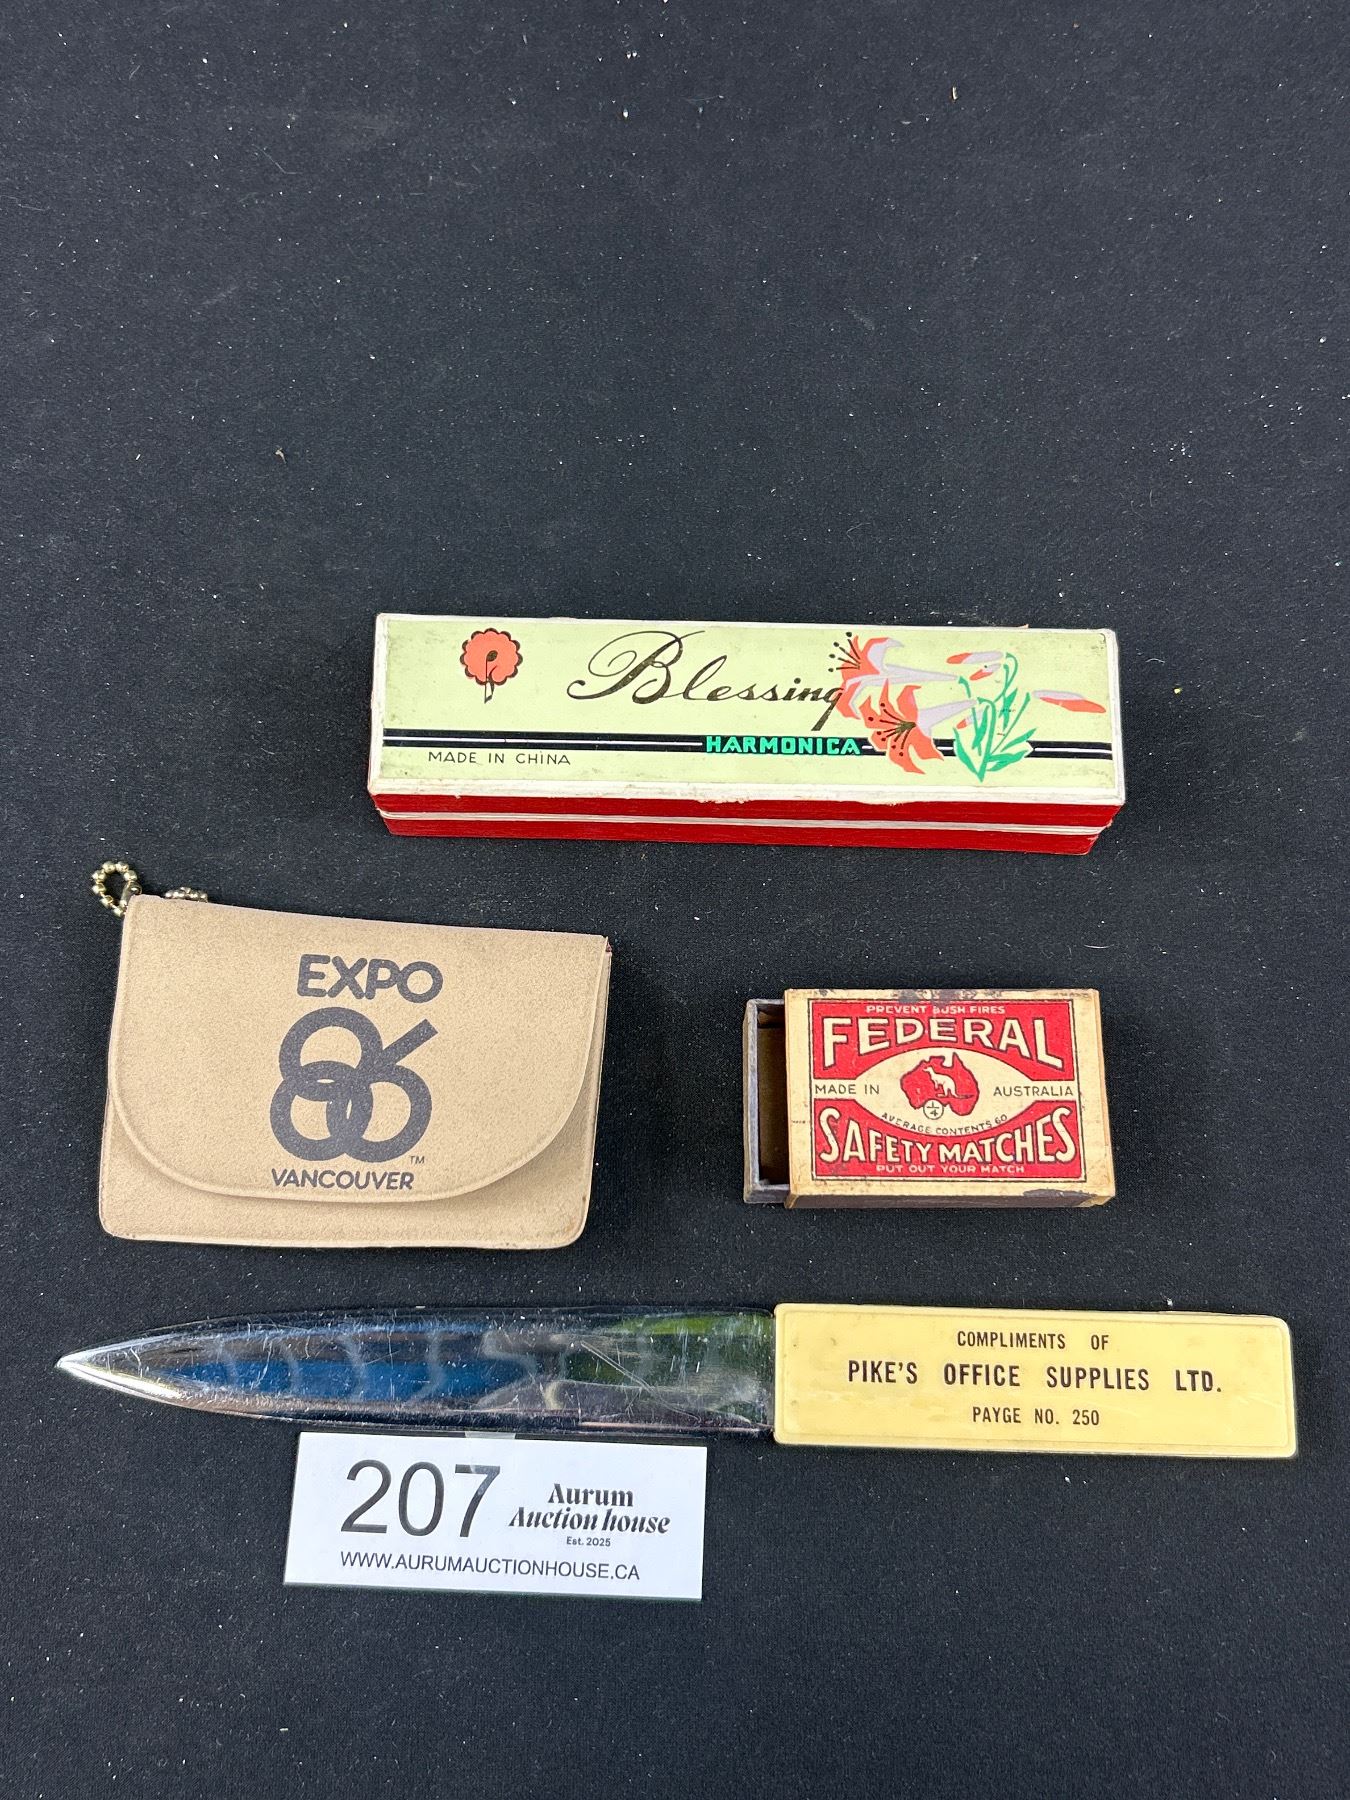 Blessing
HARMONICA
MADE IN CHINA
EXPO
86
™
VANCOUVER
PREVENT BUSH FIRES
FEDERAL
MADE IN AUSTRALIA
1/4
AVERAGE CONTENTS 60
SAFETY MATCHES
PUT OUT YOUR MATCH
COMPLIMENTS OF
PIKE'S OFFICE SUPPLIES LTD.
PAYGE NO. 250
207
Aurum
Auction house
Est. 2025
WWW.AURUMAUCTIONHOUSE.CA